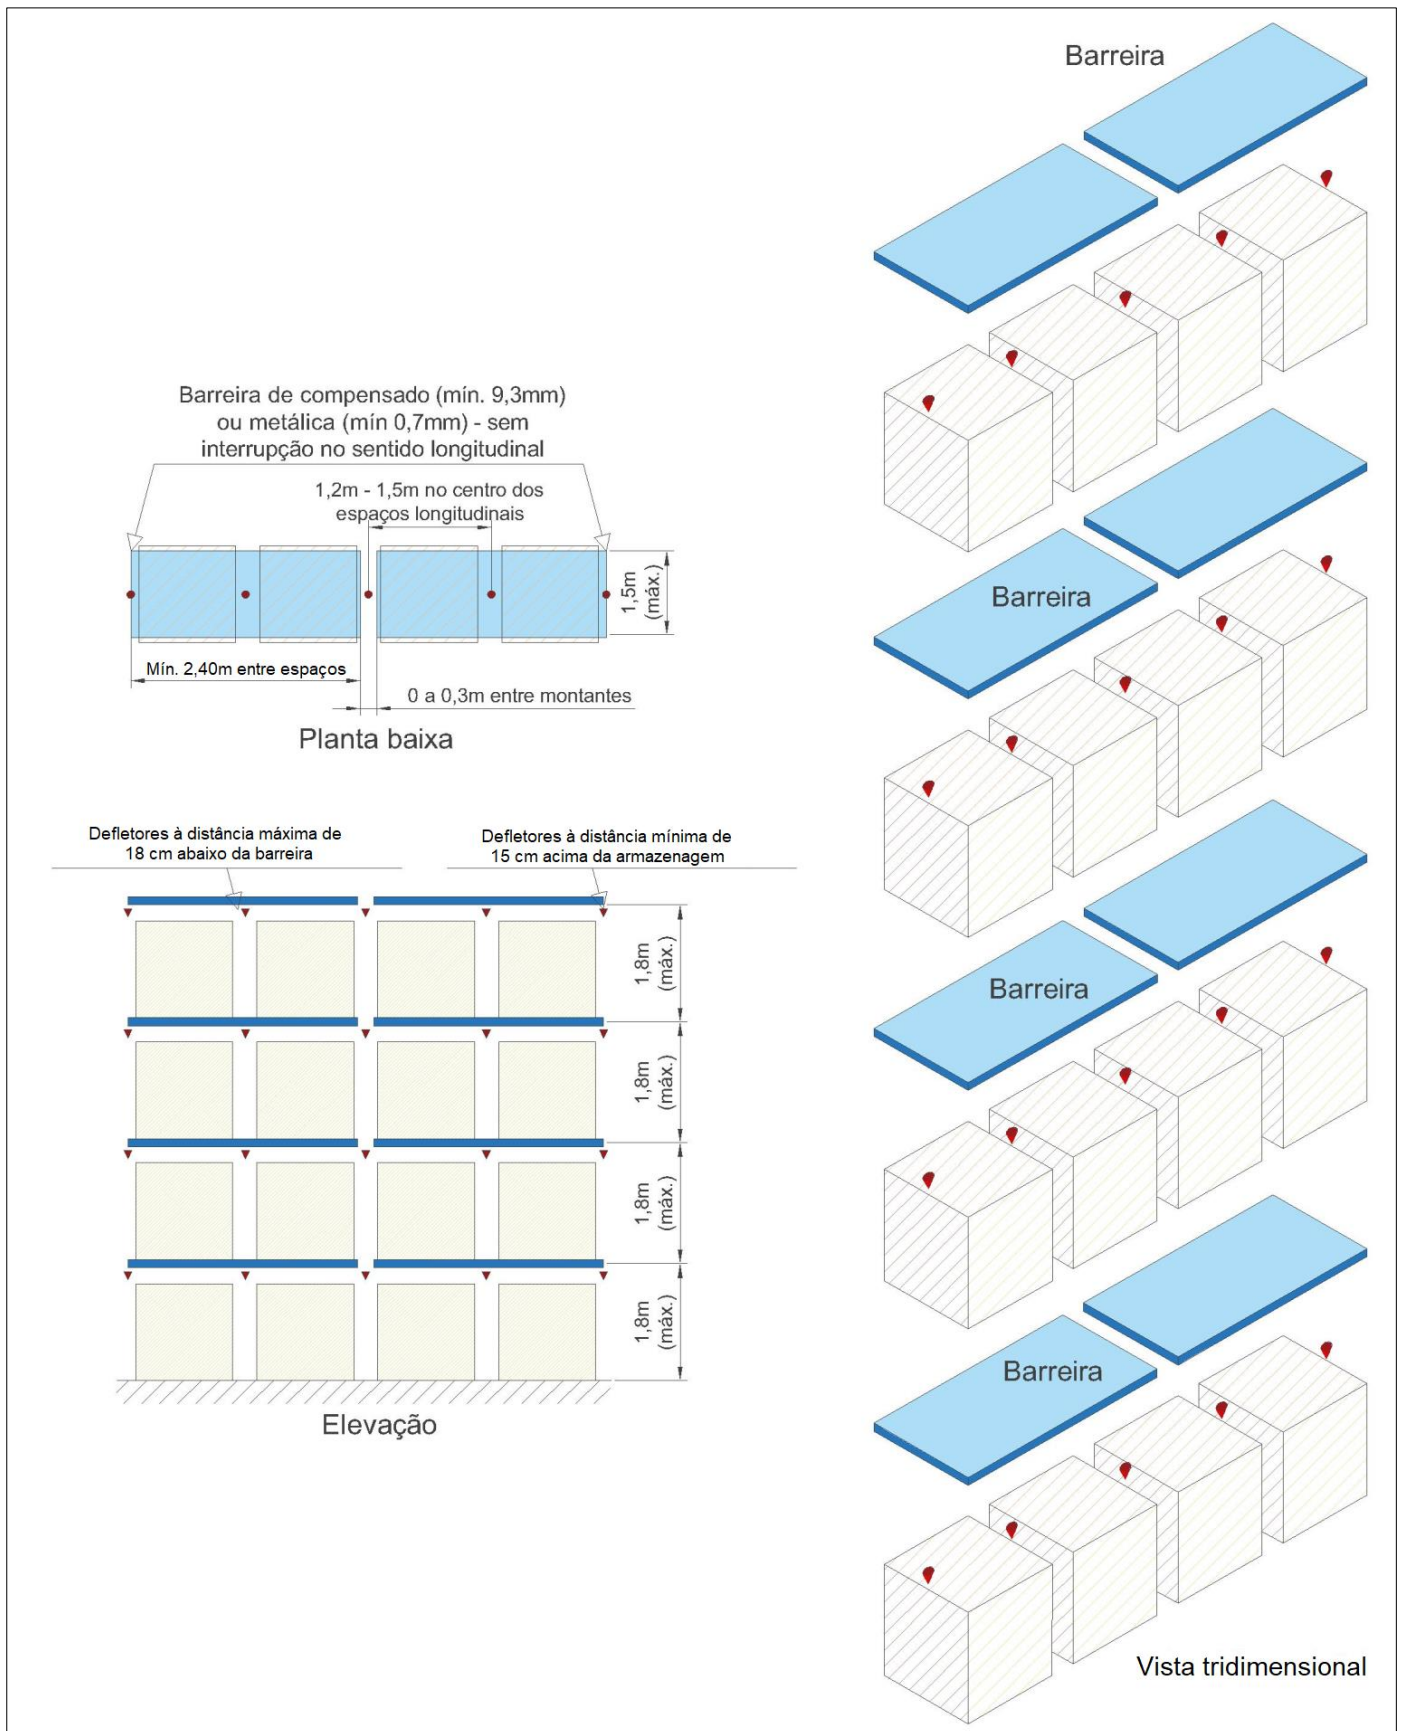 Barreira
Barreira de compensado (mín. 9,3mm)
ou metálica (mín 0,7mm) - sem
interrupção no sentido longitudinal
1,2m - 1,5m no centro dos
espaços longitudinais
1,5m
(máx.)
Mín. 2,40m entre espaços
0 a 0,3m entre montantes
Planta baixa
Barreira
Defletores à distância máxima de
18 cm abaixo da barreira
Defletores à distância mínima de
15 cm acima da armazenagem
1,8m
(máx.)
1,8m
(máx.)
1,8m
(máx.)
1,8m
(máx.)
Elevação
Barreira
Barreira
Vista tridimensional